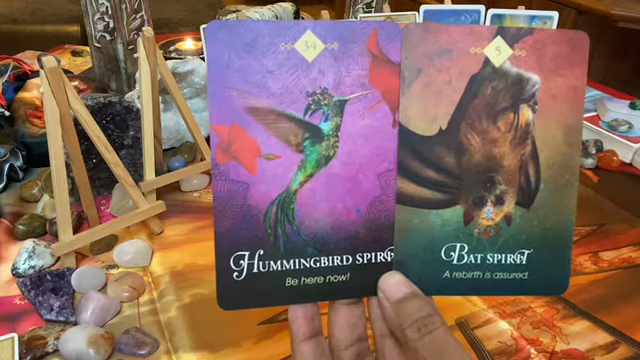 34
HUMMINGBIRD SPIRIT
Be here now!
5
BAT SPIRIT
A rebirth is assured.